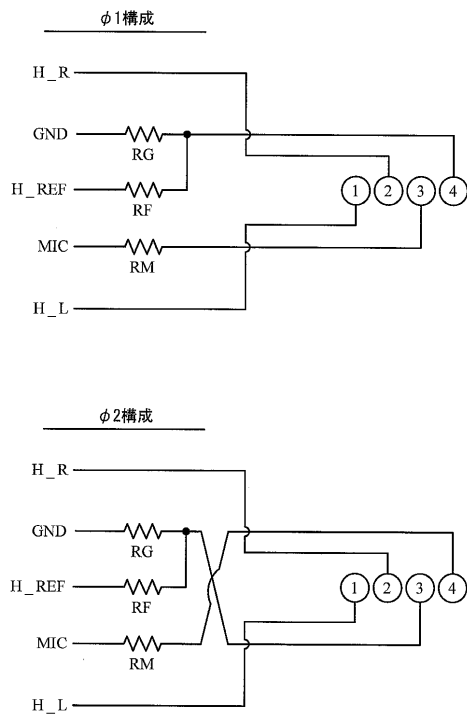 φ1構成
H_R
GND
RG
H_REF
RF
1 2 3 4
MIC
RM
H_L
φ2構成
H_R
GND
RG
H_REF
RF
1 2 3 4
MIC
RM
H_L